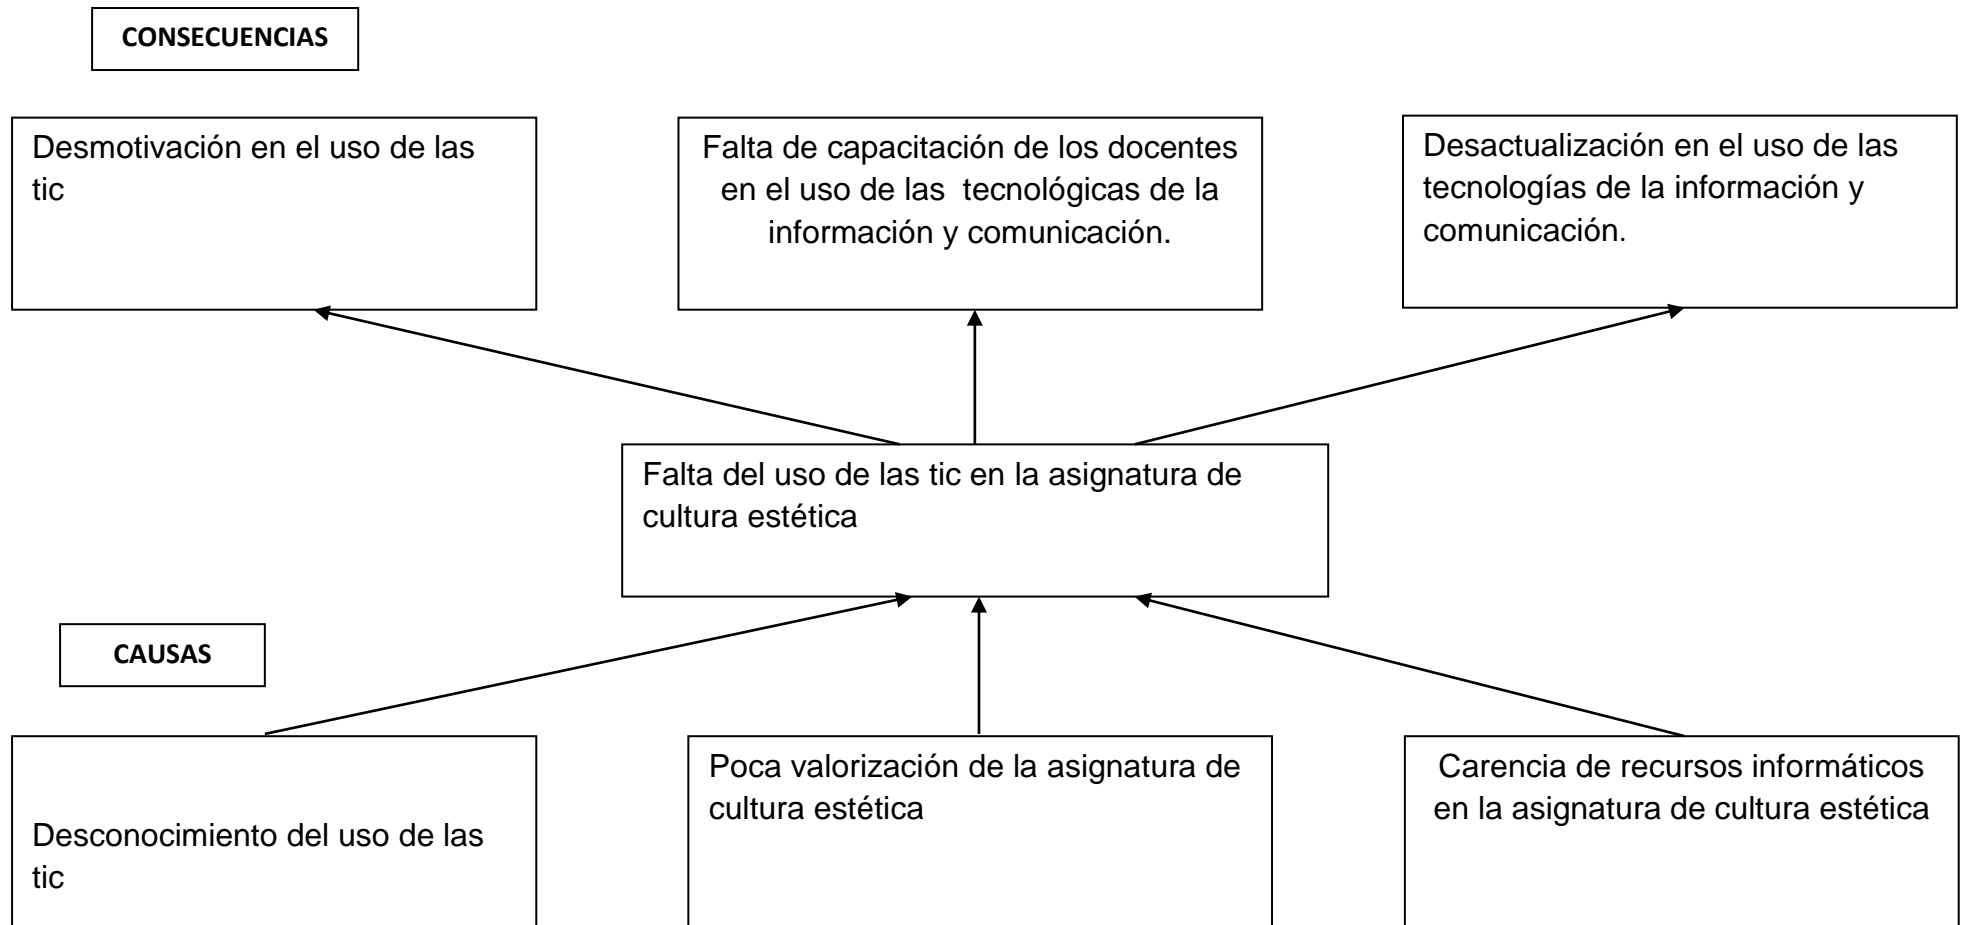 CONSECUENCIAS
Desmotivación en el uso de las
tic
Falta de capacitación de los docentes
en el uso de las  tecnológicas de la
información y comunicación.
Desactualización en el uso de las
tecnologías de la información y
comunicación.
Falta del uso de las tic en la asignatura de
cultura estética
CAUSAS
Desconocimiento del uso de las
tic
Poca valorización de la asignatura de
cultura estética
Carencia de recursos informáticos
en la asignatura de cultura estética